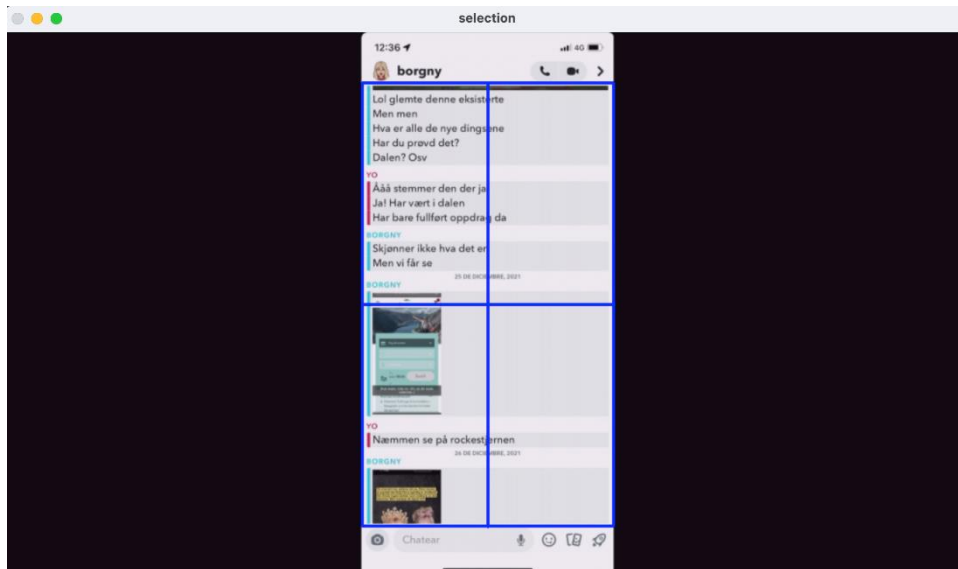 selection
12:36
4G
borgny
Lol glemte denne eksisterte
Men men
Hva er alle de nye dingsene
Har du prøvd det?
Dalen? Osv
YO
Ååå stemmer den der ja
Ja! Har vært i dalen
Har bare fullført oppdrag da
BORGNY
Skjønner ikke hva det er
Men vi får se
25 DE DICIEMBRE, 2021
BORGNY
YO
Næmmen se på rockestjernen
26 DE DICIEMBRE, 2021
BORGNY
Chatear